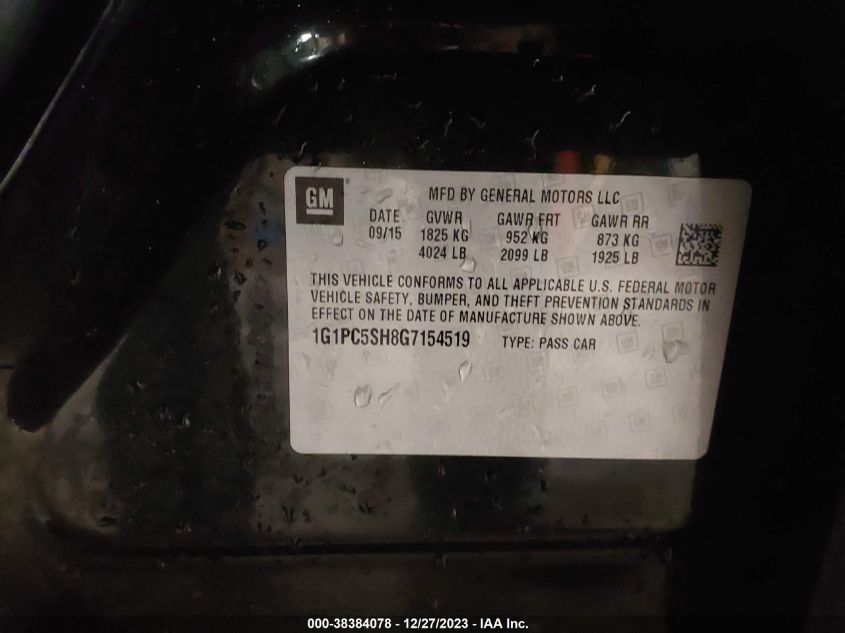 GM
MFD BY GENERAL MOTORS LLC
DATE GVWR GAWR FRT GAWR RR
09/15 1825 KG 952 KG 873 KG
4024 LB 2099 LB 1925 LB
THIS VEHICLE CONFORMS TO ALL APPLICABLE U.S. FEDERAL MOTOR
VEHICLE SAFETY, BUMPER, AND THEFT PREVENTION STANDARDS IN
EFFECT ON THE DATE OF MANUFACTURE SHOWN ABOVE.
1G1PC5SH8G7154519 TYPE: PASS CAR
000-38384078 - 12/27/2023 - IAA Inc.